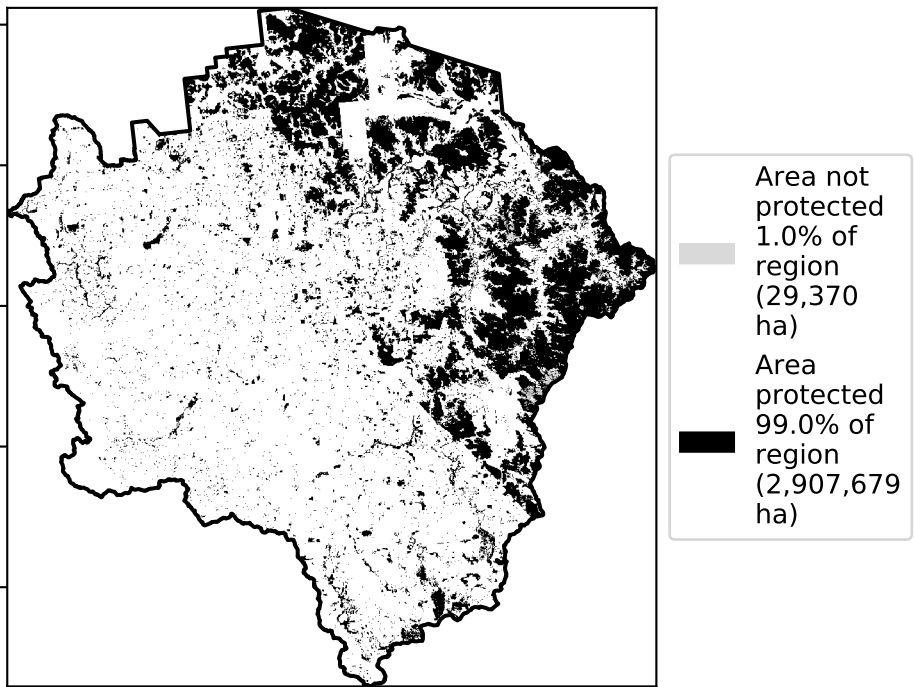 Area not
protected
1.0% of
region
(29,370
ha)
Area
protected
99.0% of
region
(2,907,679
ha)